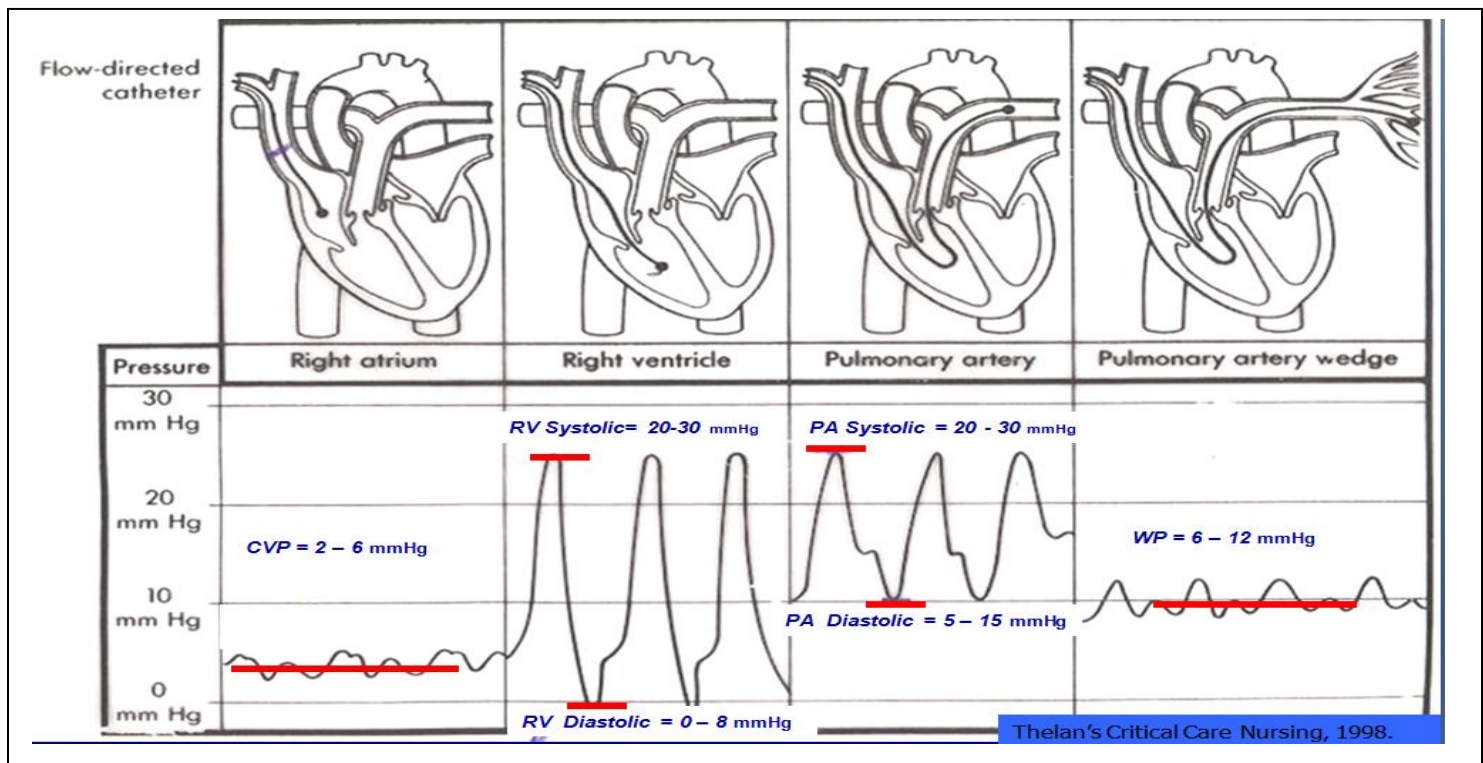 Flow-directed
catheter
Pressure
Right atrium
Right ventricle
Pulmonary artery
Pulmonary artery wedge
30
mm Hg
RV Systolic= 20-30 mmHg
PA Systolic = 20 - 30 mmHg
20
mm Hg
CVP = 2 – 6 mmHg
WP = 6 – 12 mmHg
10
mm Hg
PA Diastolic = 5 – 15 mmHg
0
mm Hg
RV Diastolic = 0 – 8 mmHg
Thelan's Critical Care Nursing, 1998.